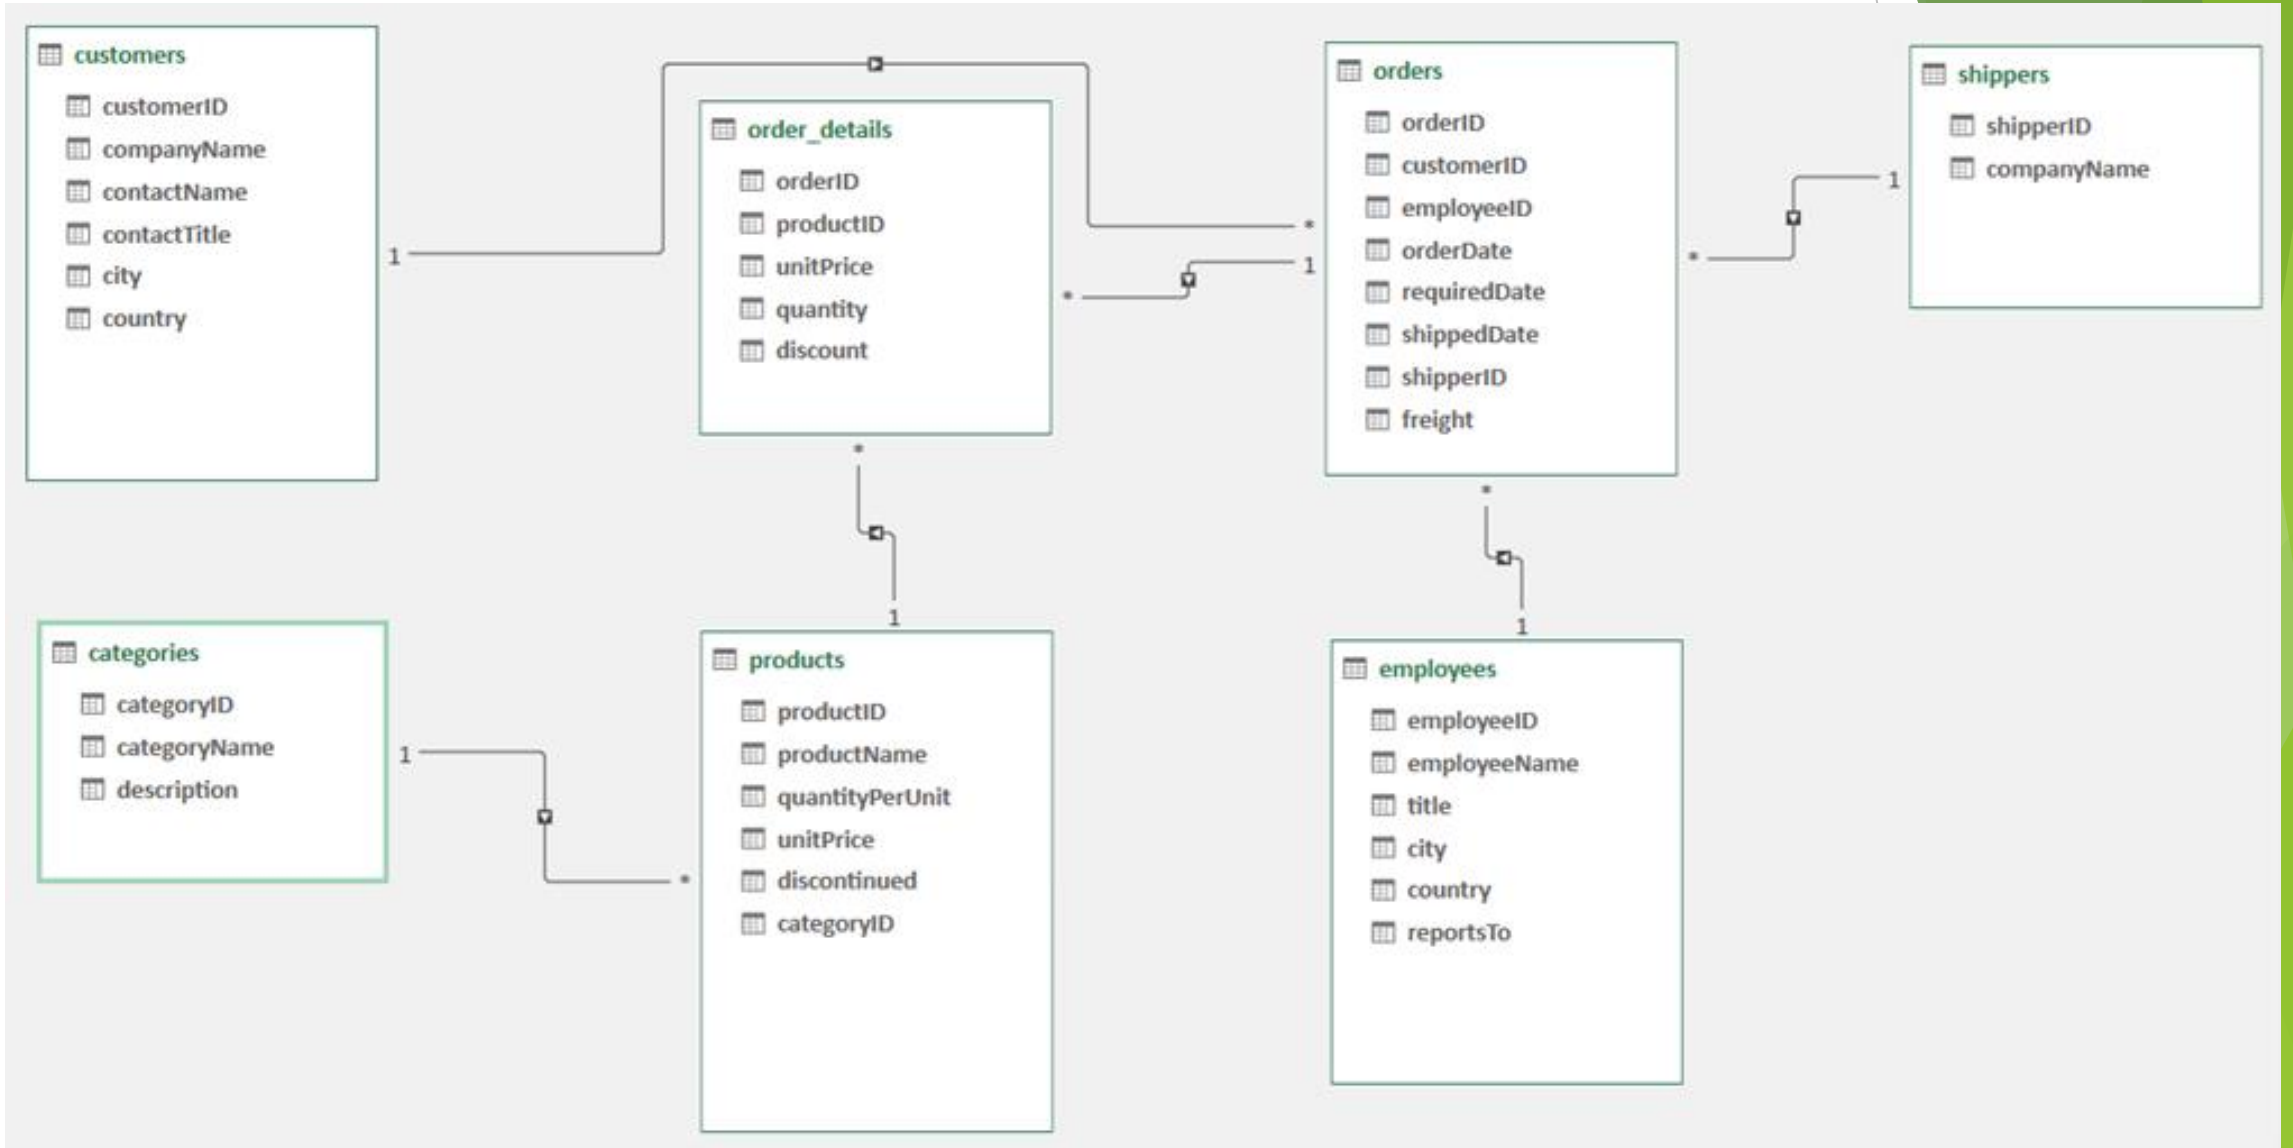 customers
customerID
companyName
contactName
contactTitle
city
country
1
*
order_details
orderID
productID
unitPrice
quantity
discount
*
1
*
1
orders
orderID
customerID
employeeID
orderDate
requiredDate
shippedDate
shipperID
freight
*
1
shippers
shipperID
companyName
*
1
categories
categoryID
categoryName
description
1
*
products
productID
productName
quantityPerUnit
unitPrice
discontinued
categoryID
employees
employeeID
employeeName
title
city
country
reportsTo